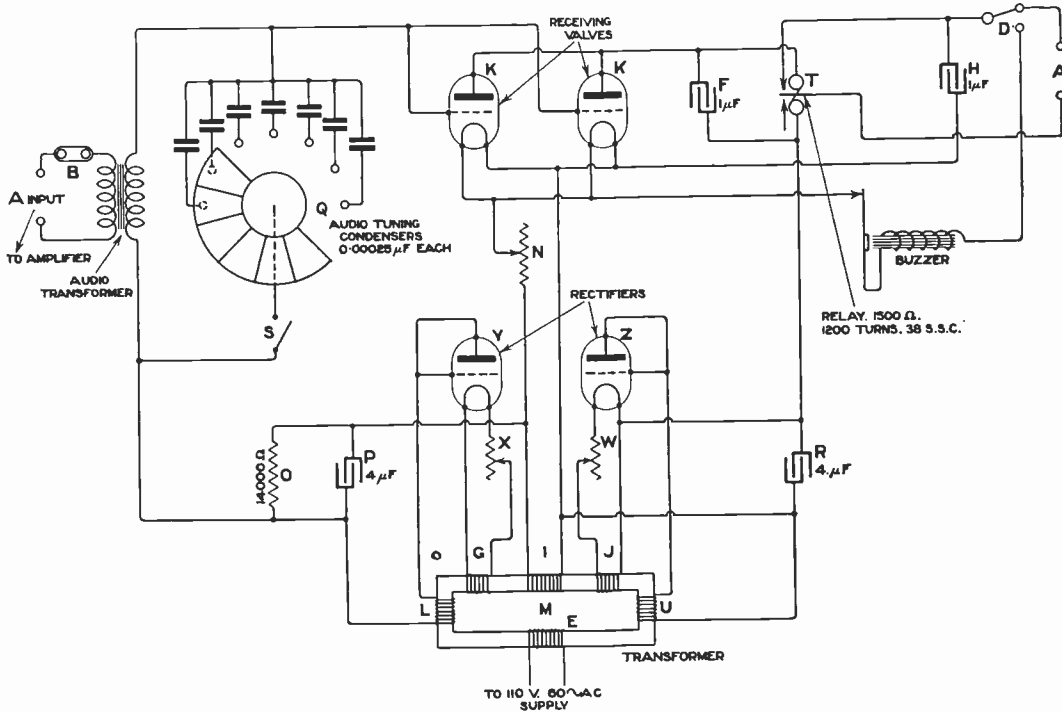 RECEIVING
VALVES
K
K
F
1μF
T
H
1μF
D
A
B
A INPUT
TO AMPLIFIER
AUDIO
TRANSFORMER
Q
AUDIO TUNING
CONDENSERS
0·00025μF EACH
S
N
BUZZER
RELAY. 1500 Ω.
1200 TURNS. 38 S.S.C.
RECTIFIERS
Y
Z
X
W
14000 Ω
O
P
4μF
R
4μF
O
G
I
J
L
M
U
E
TRANSFORMER
TO 110 V. 60~AC
SUPPLY